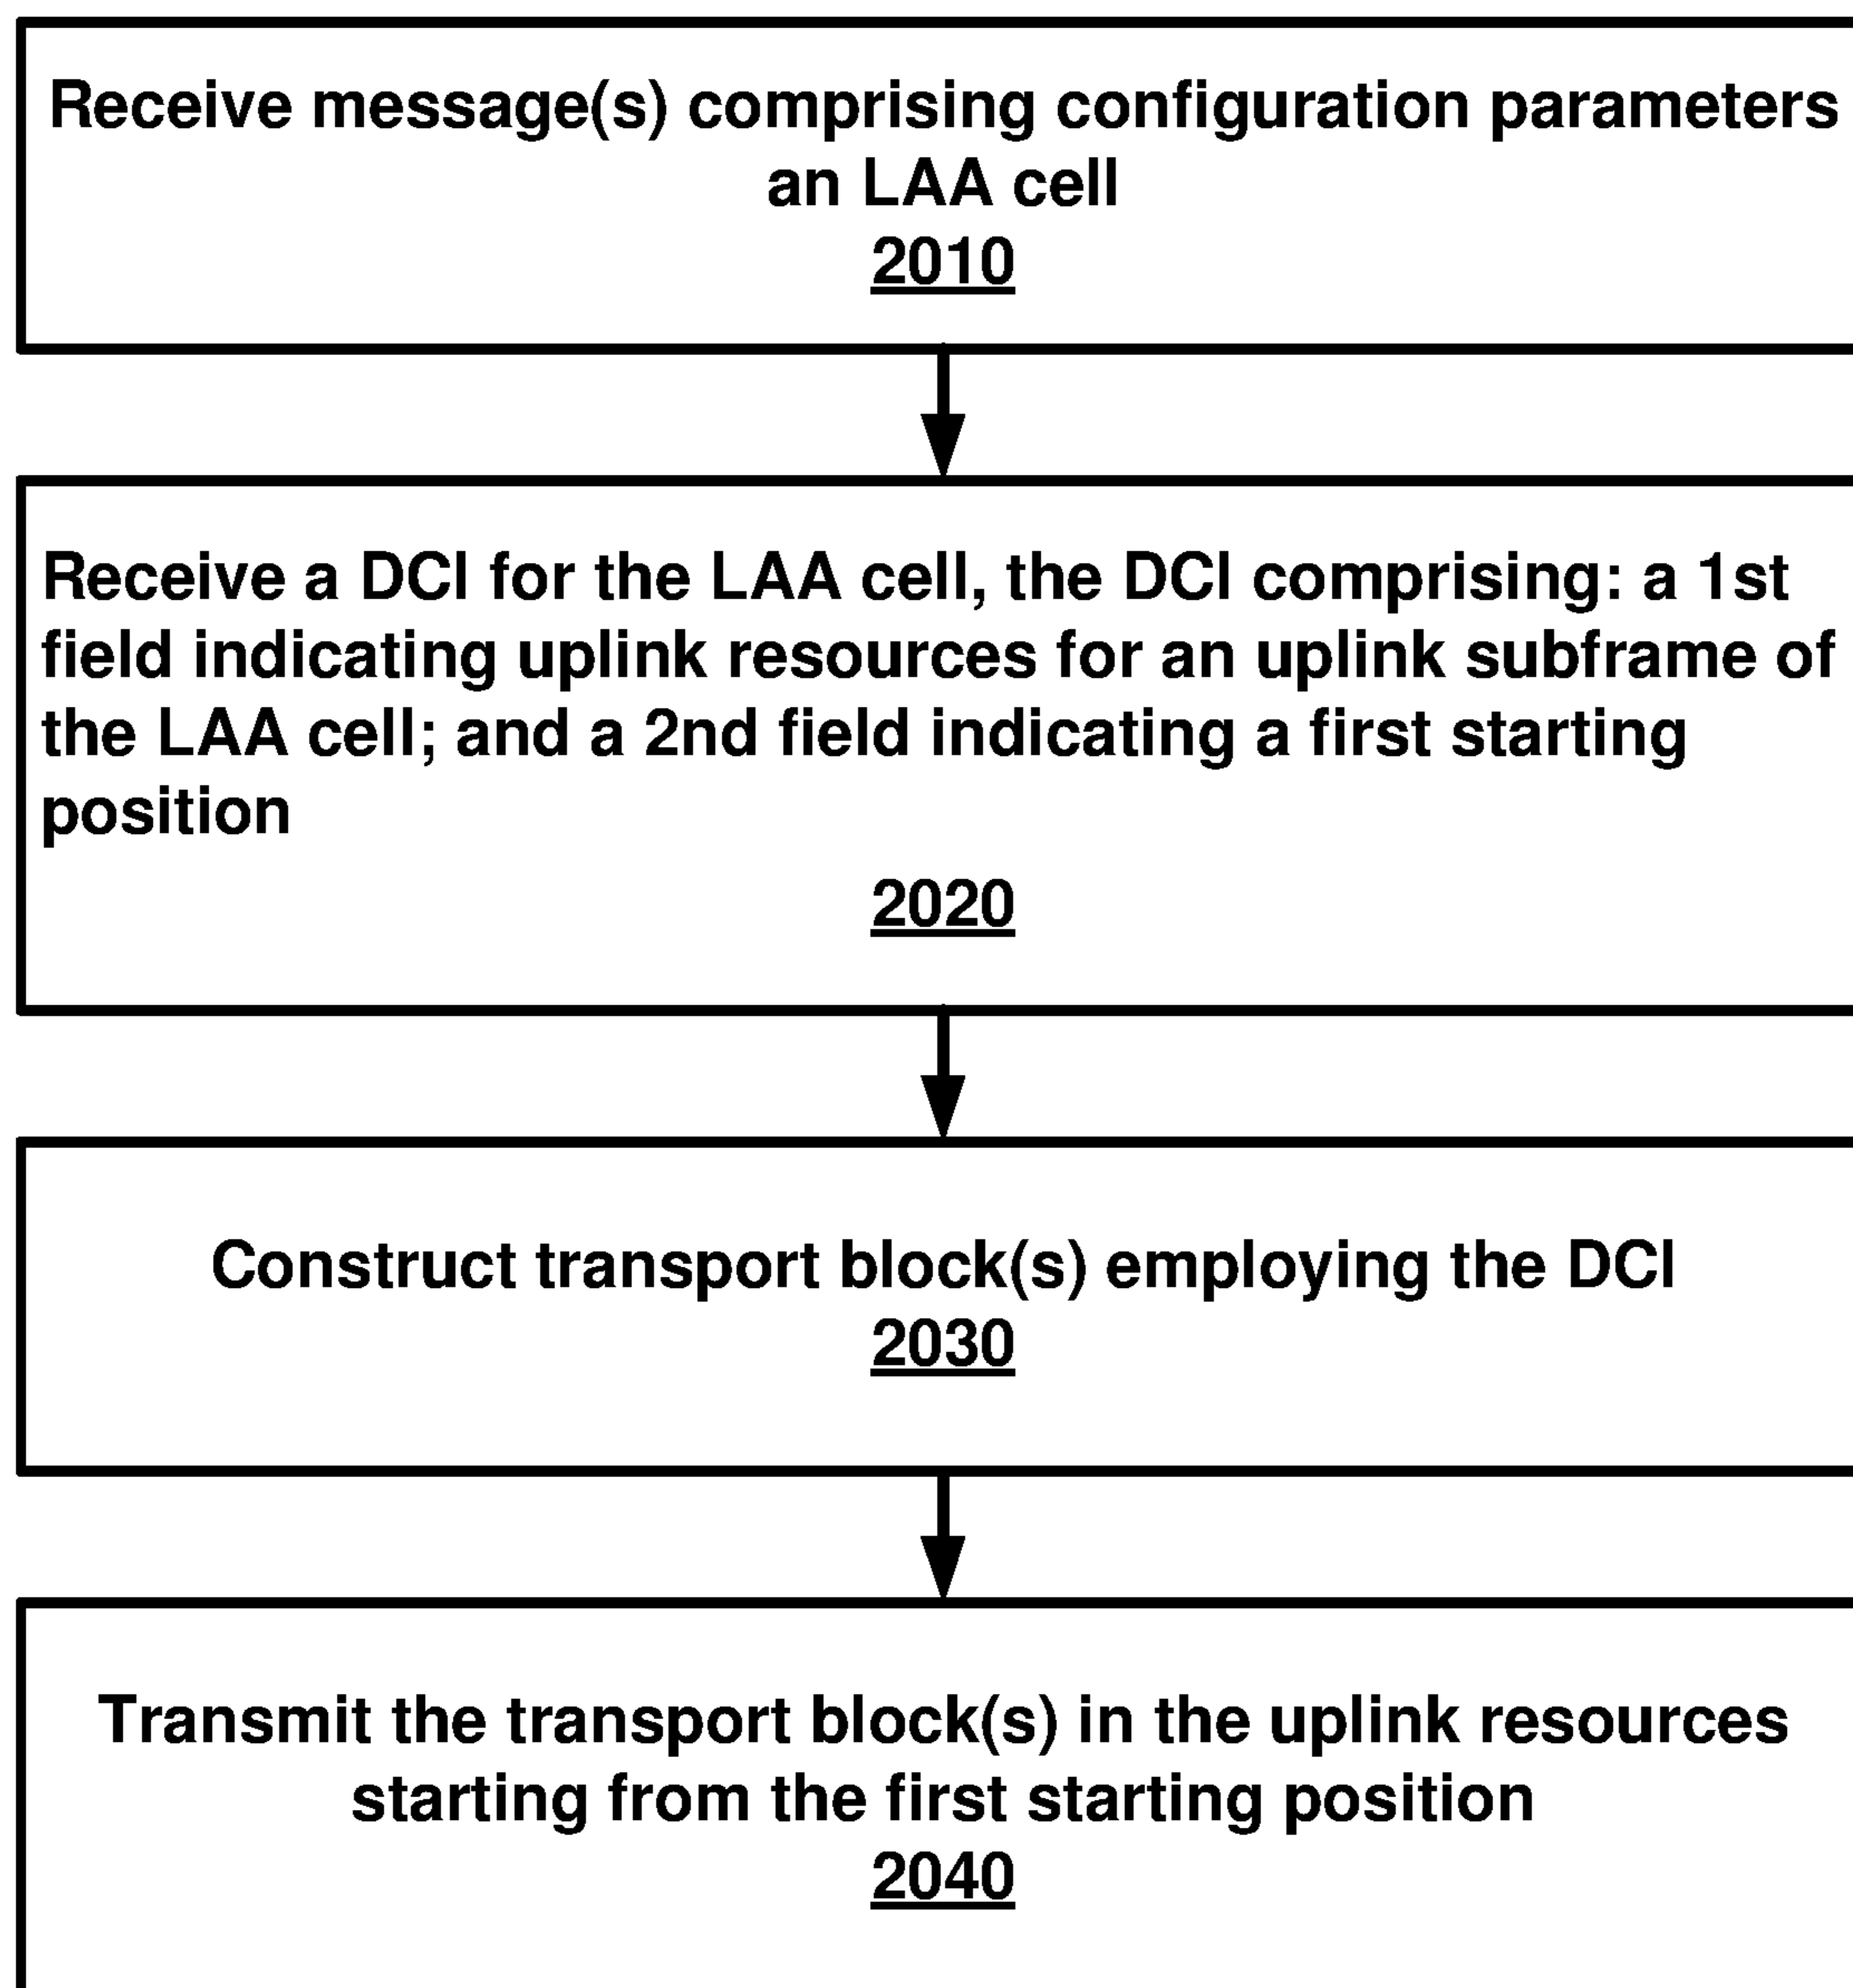 Receive message(s) comprising configuration parameters
an LAA cell
2010
Receive a DCI for the LAA cell, the DCI comprising: a 1st
field indicating uplink resources for an uplink subframe of
the LAA cell; and a 2nd field indicating a first starting
position
2020
Construct transport block(s) employing the DCI
2030
Transmit the transport block(s) in the uplink resources
starting from the first starting position
2040